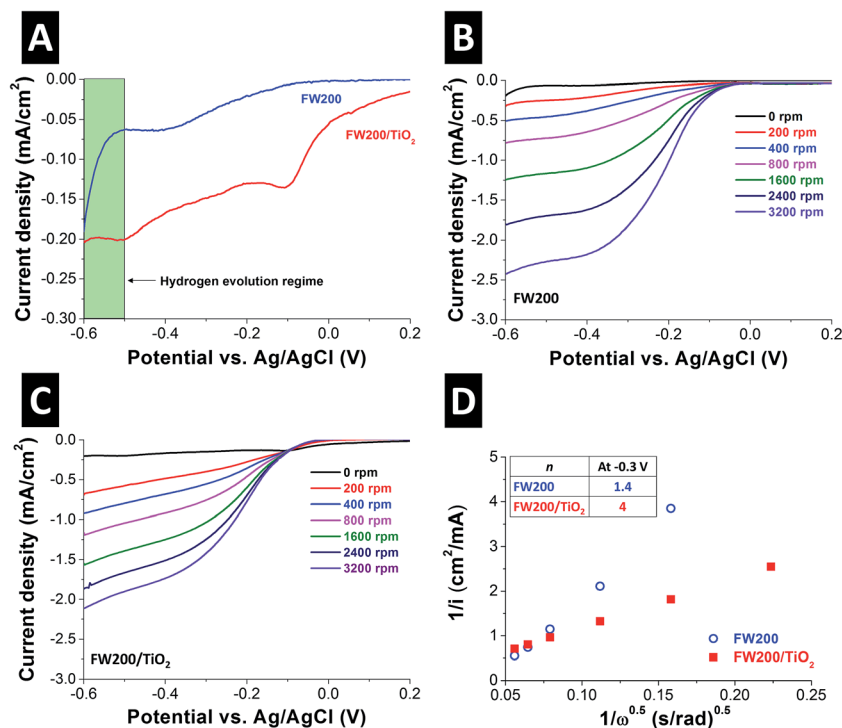 A
0.00
-0.05
-0.10
-0.15
-0.20
-0.25
-0.30
Current density (mA/cm²)
FW200
FW200/TiO₂
Hydrogen evolution regime
-0.6
-0.4
-0.2
0.0
0.2
Potential vs. Ag/AgCl (V)
B
0.0
-0.5
-1.0
-1.5
-2.0
-2.5
-3.0
Current density (mA/cm²)
0 rpm
200 rpm
400 rpm
800 rpm
1600 rpm
2400 rpm
3200 rpm
FW200
-0.6
-0.4
-0.2
0.0
0.2
Potential vs. Ag/AgCl (V)
C
0.0
-0.5
-1.0
-1.5
-2.0
-2.5
-3.0
Current density (mA/cm²)
0 rpm
200 rpm
400 rpm
800 rpm
1600 rpm
2400 rpm
3200 rpm
FW200/TiO₂
-0.6
-0.4
-0.2
0.0
0.2
Potential vs. Ag/AgCl (V)
D
5
4
3
2
1
0
1/i (cm²/mA)
n At -0.3 V
FW200 1.4
FW200/TiO₂ 4
FW200
FW200/TiO₂
0.05
0.10
0.15
0.20
0.25
1/ω⁰·⁵ (s/rad)⁰·⁵